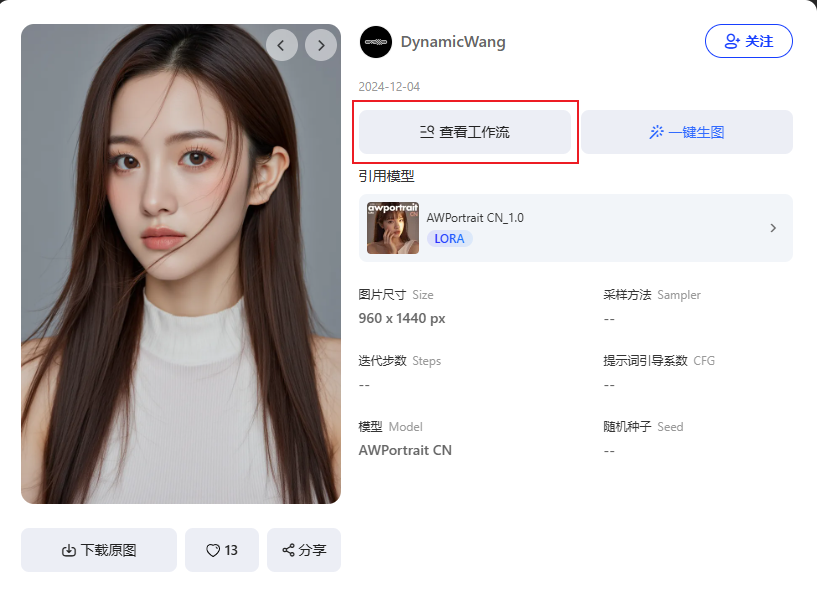 DynamicWang
关注
2024-12-04
查看工作流
一键生图
引用模型
awportrait
CN
AWPortrait CN_1.0
LORA
图片尺寸 Size
960 x 1440 px
采样方法 Sampler
--
迭代步数 Steps
--
提示词引导系数 CFG
--
模型 Model
AWPortrait CN
随机种子 Seed
--
下载原图
13
分享